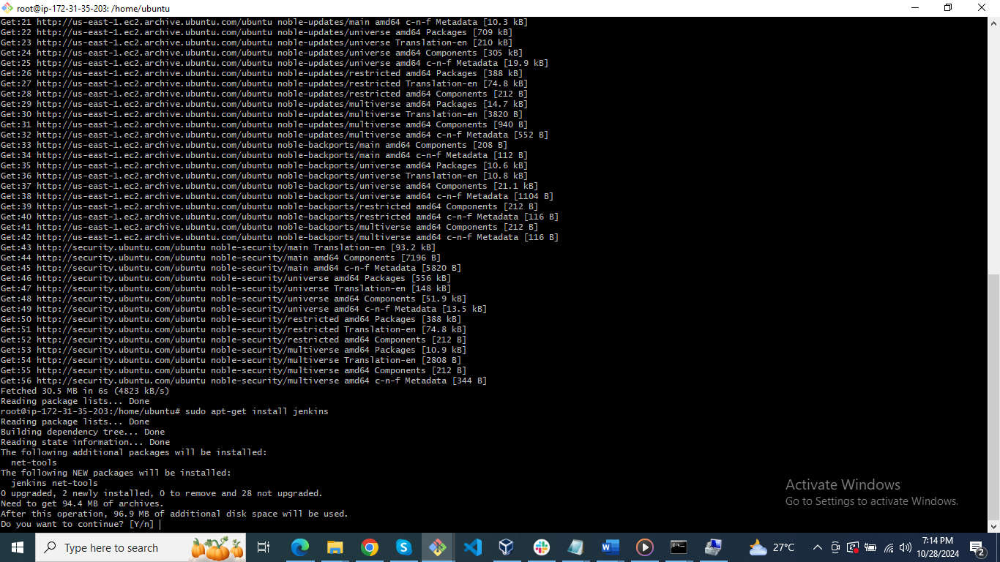 root@ip-172-31-35-203: /home/ubuntu
Get:21 http://us-east-1.ec2.archive.ubuntu.com/ubuntu noble-updates/main amd64 c-n-f Metadata [10.3 kB]
Get:22 http://us-east-1.ec2.archive.ubuntu.com/ubuntu noble-updates/universe amd64 Packages [709 kB]
Get:23 http://us-east-1.ec2.archive.ubuntu.com/ubuntu noble-updates/universe Translation-en [210 kB]
Get:24 http://us-east-1.ec2.archive.ubuntu.com/ubuntu noble-updates/universe amd64 Components [305 kB]
Get:25 http://us-east-1.ec2.archive.ubuntu.com/ubuntu noble-updates/universe amd64 c-n-f Metadata [19.9 kB]
Get:26 http://us-east-1.ec2.archive.ubuntu.com/ubuntu noble-updates/restricted amd64 Packages [388 kB]
Get:27 http://us-east-1.ec2.archive.ubuntu.com/ubuntu noble-updates/restricted Translation-en [74.8 kB]
Get:28 http://us-east-1.ec2.archive.ubuntu.com/ubuntu noble-updates/restricted amd64 Components [212 B]
Get:29 http://us-east-1.ec2.archive.ubuntu.com/ubuntu noble-updates/multiverse amd64 Packages [14.7 kB]
Get:30 http://us-east-1.ec2.archive.ubuntu.com/ubuntu noble-updates/multiverse Translation-en [3820 B]
Get:31 http://us-east-1.ec2.archive.ubuntu.com/ubuntu noble-updates/multiverse amd64 Components [940 B]
Get:32 http://us-east-1.ec2.archive.ubuntu.com/ubuntu noble-updates/multiverse amd64 c-n-f Metadata [552 B]
Get:33 http://us-east-1.ec2.archive.ubuntu.com/ubuntu noble-backports/main amd64 Components [208 B]
Get:34 http://us-east-1.ec2.archive.ubuntu.com/ubuntu noble-backports/main amd64 c-n-f Metadata [112 B]
Get:35 http://us-east-1.ec2.archive.ubuntu.com/ubuntu noble-backports/universe amd64 Packages [10.6 kB]
Get:36 http://us-east-1.ec2.archive.ubuntu.com/ubuntu noble-backports/universe Translation-en [10.8 kB]
Get:37 http://us-east-1.ec2.archive.ubuntu.com/ubuntu noble-backports/universe amd64 Components [21.1 kB]
Get:38 http://us-east-1.ec2.archive.ubuntu.com/ubuntu noble-backports/universe amd64 c-n-f Metadata [1104 B]
Get:39 http://us-east-1.ec2.archive.ubuntu.com/ubuntu noble-backports/restricted amd64 Components [212 B]
Get:40 http://us-east-1.ec2.archive.ubuntu.com/ubuntu noble-backports/restricted amd64 c-n-f Metadata [116 B]
Get:41 http://us-east-1.ec2.archive.ubuntu.com/ubuntu noble-backports/multiverse amd64 Components [212 B]
Get:42 http://us-east-1.ec2.archive.ubuntu.com/ubuntu noble-backports/multiverse amd64 c-n-f Metadata [116 B]
Get:43 http://security.ubuntu.com/ubuntu noble-security/main Translation-en [93.2 kB]
Get:44 http://security.ubuntu.com/ubuntu noble-security/main amd64 Components [7196 B]
Get:45 http://security.ubuntu.com/ubuntu noble-security/main amd64 c-n-f Metadata [5820 B]
Get:46 http://security.ubuntu.com/ubuntu noble-security/universe amd64 Packages [556 kB]
Get:47 http://security.ubuntu.com/ubuntu noble-security/universe Translation-en [148 kB]
Get:48 http://security.ubuntu.com/ubuntu noble-security/universe amd64 Components [51.9 kB]
Get:49 http://security.ubuntu.com/ubuntu noble-security/universe amd64 c-n-f Metadata [13.5 kB]
Get:50 http://security.ubuntu.com/ubuntu noble-security/restricted amd64 Packages [388 kB]
Get:51 http://security.ubuntu.com/ubuntu noble-security/restricted Translation-en [74.8 kB]
Get:52 http://security.ubuntu.com/ubuntu noble-security/restricted amd64 Components [212 B]
Get:53 http://security.ubuntu.com/ubuntu noble-security/multiverse amd64 Packages [10.9 kB]
Get:54 http://security.ubuntu.com/ubuntu noble-security/multiverse Translation-en [2808 B]
Get:55 http://security.ubuntu.com/ubuntu noble-security/multiverse amd64 Components [212 B]
Get:56 http://security.ubuntu.com/ubuntu noble-security/multiverse amd64 c-n-f Metadata [344 B]
Fetched 30.5 MB in 6s (4823 kB/s)
Reading package lists... Done
root@ip-172-31-35-203:/home/ubuntu# sudo apt-get install jenkins
Reading package lists... Done
Building dependency tree... Done
Reading state information... Done
The following additional packages will be installed:
  net-tools
The following NEW packages will be installed:
  jenkins net-tools
0 upgraded, 2 newly installed, 0 to remove and 28 not upgraded.
Need to get 94.4 MB of archives.
After this operation, 96.9 MB of additional disk space will be used.
Do you want to continue? [Y/n]
Activate Windows
Go to Settings to activate Windows.
Type here to search
27°C
7:14 PM
10/28/2024
2